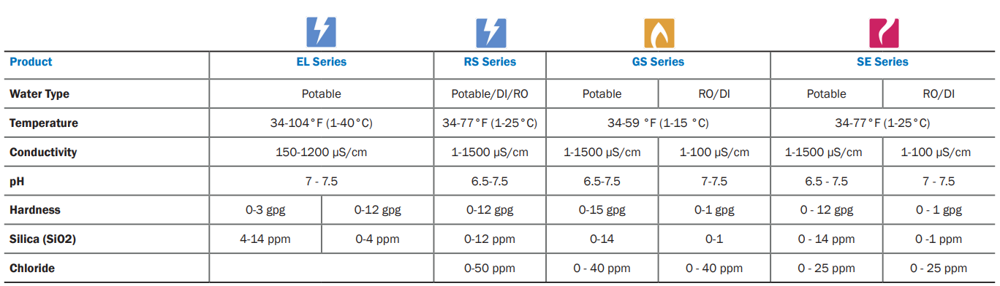 Product EL Series RS Series GS Series SE Series
Water Type Potable Potable/DI/RO Potable RO/DI Potable RO/DI
Temperature 34-104°F (1-40°C) 34-77°F (1-25°C) 34-59 °F (1-15 °C) 34-77°F (1-25°C)
Conductivity 150-1200 µS/cm 1-1500 µS/cm 1-1500 µS/cm 1-100 µS/cm 1-1500 µS/cm 1-100 µS/cm
pH 7 - 7.5 6.5-7.5 6.5-7.5 7-7.5 6.5 - 7.5 7 - 7.5
Hardness 0-3 gpg 0-12 gpg 0-12 gpg 0-15 gpg 0-1 gpg 0 - 12 gpg 0 - 1 gpg
Silica (SiO2) 4-14 ppm 0-4 ppm 0-12 ppm 0-14 0-1 0 - 14 ppm 0 -1 ppm
Chloride 0-50 ppm 0 - 40 ppm 0 - 40 ppm 0 - 25 ppm 0 - 25 ppm